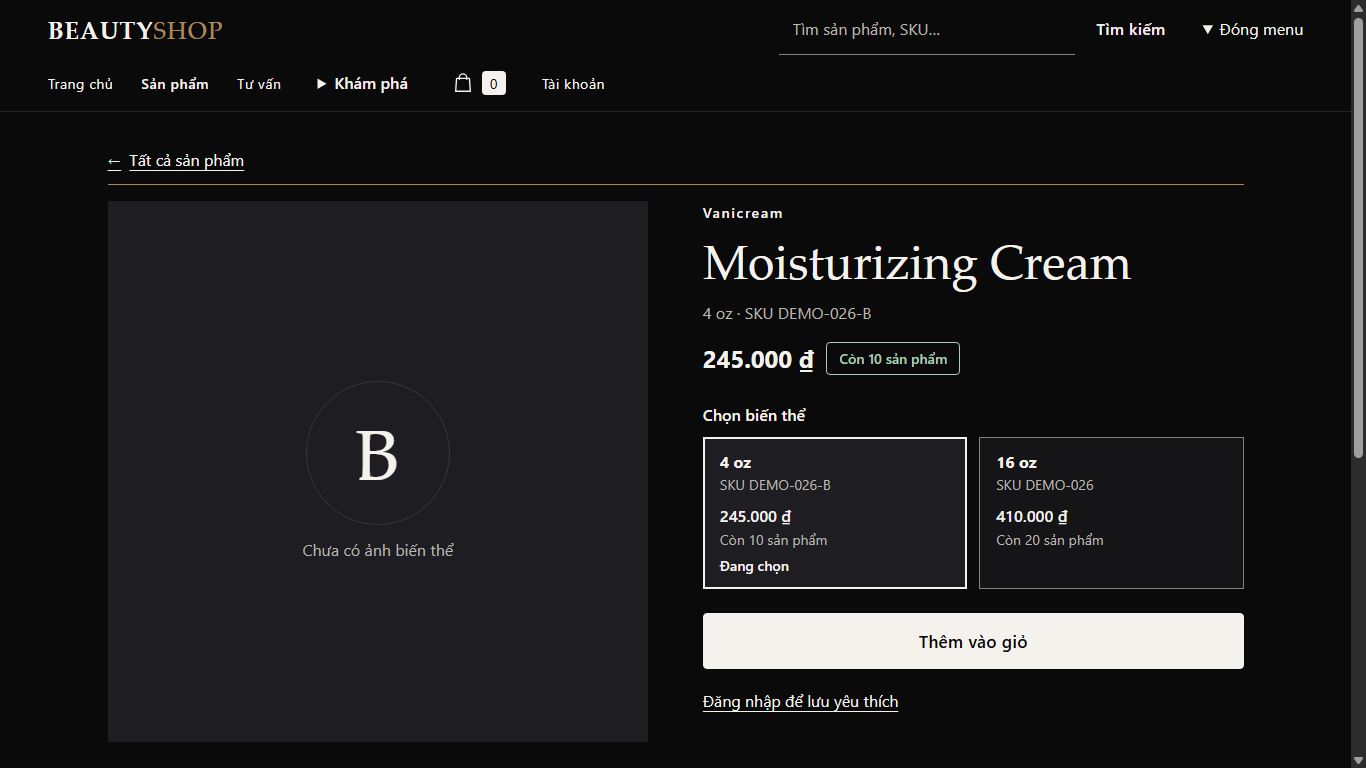 BEAUTYSHOP
Tìm sản phẩm, SKU...
Tìm kiếm
▼ Đóng menu
Trang chủ
Sản phẩm
Tư vấn
▶ Khám phá
0
Tài khoản
← Tất cả sản phẩm
B
Chưa có ảnh biến thể
Vanicream
Moisturizing Cream
4 oz · SKU DEMO-026-B
245.000 ₫
Còn 10 sản phẩm
Chọn biến thể
4 oz
SKU DEMO-026-B
245.000 ₫
Còn 10 sản phẩm
Đang chọn
16 oz
SKU DEMO-026
410.000 ₫
Còn 20 sản phẩm
Thêm vào giỏ
Đăng nhập để lưu yêu thích